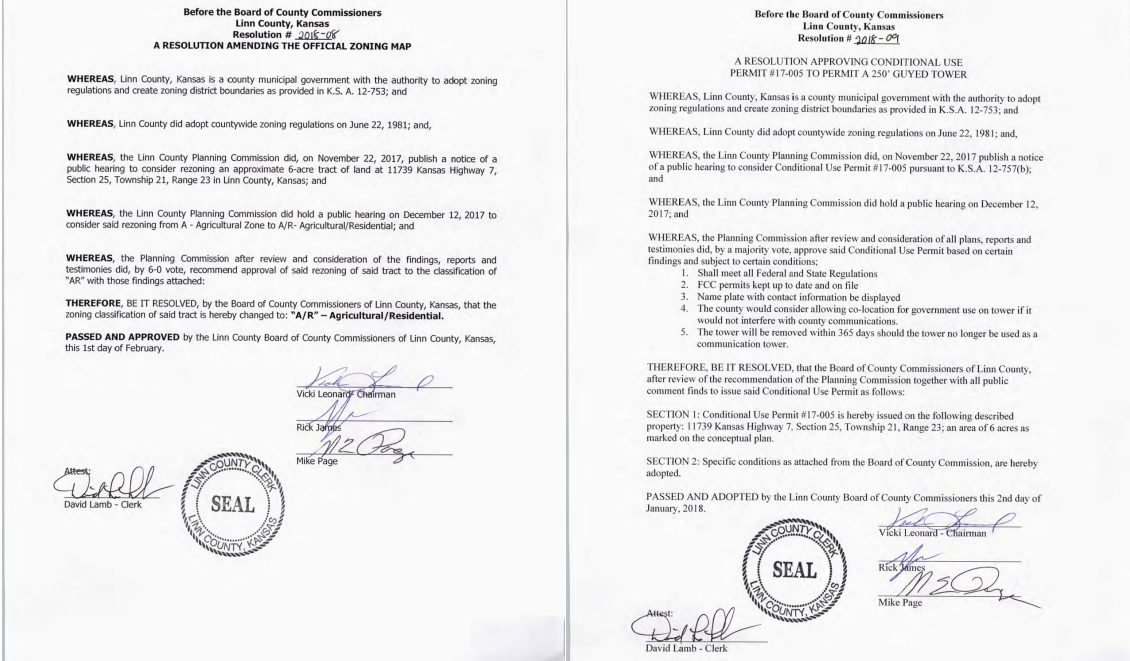 Before the Board of County Commissioners
Linn County, Kansas
Resolution # 2018-08
A RESOLUTION AMENDING THE OFFICIAL ZONING MAP
WHEREAS, Linn County, Kansas is a county municipal government with the authority to adopt zoning
regulations and create zoning district boundaries as provided in K.S. A. 12-753; and
WHEREAS, Linn County did adopt countywide zoning regulations on June 22, 1981; and,
WHEREAS, the Linn County Planning Commission did, on November 22, 2017, publish a notice of a
public hearing to consider rezoning an approximate 6-acre tract of land at 11739 Kansas Highway 7,
Section 25, Township 21, Range 23 in Linn County, Kansas; and
WHEREAS, the Linn County Planning Commission did hold a public hearing on December 12, 2017 to
consider said rezoning from A - Agricultural Zone to A/R- Agricultural/Residential; and
WHEREAS, the Planning Commission after review and consideration of the findings, reports and
testimonies did, by 6-0 vote, recommend approval of said rezoning of said tract to the classification of
"AR" with those findings attached:
THEREFORE, BE IT RESOLVED, by the Board of County Commissioners of Linn County, Kansas, that the
zoning classification of said tract is hereby changed to: "A/R" – Agricultural/Residential.
PASSED AND APPROVED by the Linn County Board of County Commissioners of Linn County, Kansas,
this 1st day of February.
Vicki Leonard- Chairman
Rick James
Mike Page
Attest:
David Lamb - Clerk
LINN COUNTY CLERK
SEAL
LINN COUNTY, KANSAS
Before the Board of County Commissioners
Linn County, Kansas
Resolution # 2018-09
A RESOLUTION APPROVING CONDITIONAL USE
PERMIT #17-005 TO PERMIT A 250' GUYED TOWER
WHEREAS, Linn County, Kansas is a county municipal government with the authority to adopt
zoning regulations and create zoning district boundaries as provided in K.S.A. 12-753; and
WHEREAS, Linn County did adopt countywide zoning regulations on June 22, 1981; and,
WHEREAS, the Linn County Planning Commission did, on November 22, 2017 publish a notice
of a public hearing to consider Conditional Use Permit #17-005 pursuant to K.S.A. 12-757(b);
and
WHEREAS, the Linn County Planning Commission did hold a public hearing on December 12,
2017; and
WHEREAS, the Planning Commission after review and consideration of all plans, reports and
testimonies did, by a majority vote, approve said Conditional Use Permit based on certain
findings and subject to certain conditions;
1. Shall meet all Federal and State Regulations
2. FCC permits kept up to date and on file
3. Name plate with contact information be displayed
4. The county would consider allowing co-location for government use on tower if it
would not interfere with county communications.
5. The tower will be removed within 365 days should the tower no longer be used as a
communication tower.
THEREFORE, BE IT RESOLVED, that the Board of County Commissioners of Linn County,
after review of the recommendation of the Planning Commission together with all public
comment finds to issue said Conditional Use Permit as follows:
SECTION 1: Conditional Use Permit #17-005 is hereby issued on the following described
property: 11739 Kansas Highway 7, Section 25, Township 21, Range 23; an area of 6 acres as
marked on the conceptual plan.
SECTION 2: Specific conditions as attached from the Board of County Commission, are hereby
adopted.
PASSED AND ADOPTED by the Linn County Board of County Commissioners this 2nd day of
January, 2018.
Vicki Leonard - Chairman
Rick James
Mike Page
LINN COUNTY CLERK
SEAL
LINN COUNTY, KANSAS
Attest:
David Lamb - Clerk